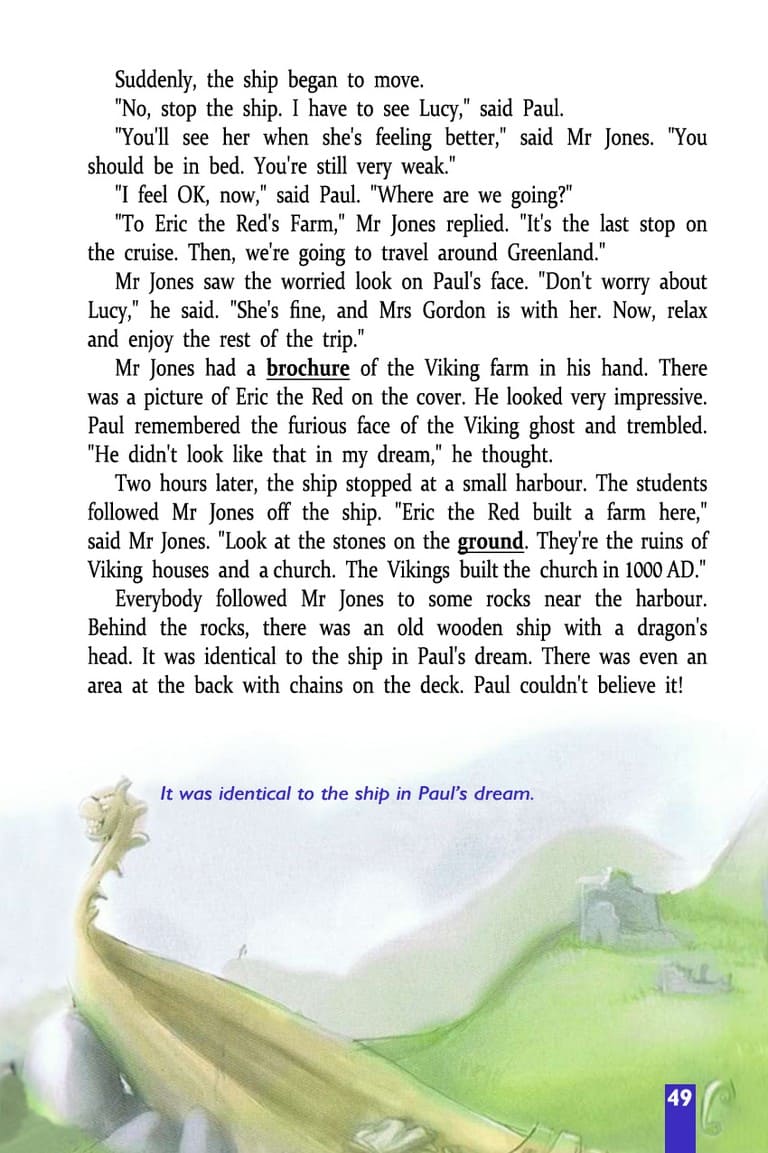 Suddenly, the ship began to move.
"No, stop the ship. I have to see Lucy," said Paul.
"You'll see her when she's feeling better," said Mr Jones. "You
should be in bed. You're still very weak."
"I feel OK, now," said Paul. "Where are we going?"
"To Eric the Red's Farm," Mr Jones replied. "It's the last stop on
the cruise. Then, we're going to travel around Greenland."
Mr Jones saw the worried look on Paul's face. "Don't worry about
Lucy," he said. "She's fine, and Mrs Gordon is with her. Now, relax
and enjoy the rest of the trip."
Mr Jones had a brochure of the Viking farm in his hand. There
was a picture of Eric the Red on the cover. He looked very impressive.
Paul remembered the furious face of the Viking ghost and trembled.
"He didn't look like that in my dream," he thought.
Two hours later, the ship stopped at a small harbour. The students
followed Mr Jones off the ship. "Eric the Red built a farm here,"
said Mr Jones. "Look at the stones on the ground. They're the ruins of
Viking houses and a church. The Vikings built the church in 1000 AD."
Everybody followed Mr Jones to some rocks near the harbour.
Behind the rocks, there was an old wooden ship with a dragon's
head. It was identical to the ship in Paul's dream. There was even an
area at the back with chains on the deck. Paul couldn't believe it!
It was identical to the ship in Paul's dream.
49